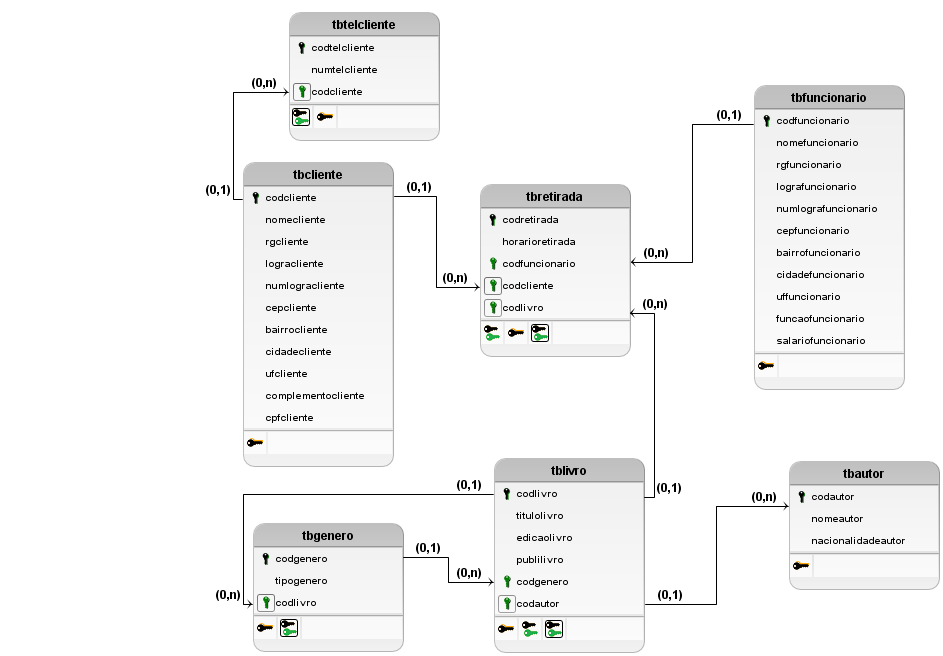 tbtelcliente
codtelcliente
numtelcliente
codcliente
(0,n)
(0,1)
tbcliente
codcliente
nomecliente
rgcliente
logracliente
numlogracliente
cepcliente
bairrocliente
cidadecliente
ufcliente
complementocliente
cpfcliente
(0,1)
(0,n)
tbretirada
codretirada
horarioretirada
codfuncionario
codcliente
codlivro
(0,1)
(0,n)
(0,n)
tbfuncionario
codfuncionario
nomefuncionario
rgfuncionario
lografuncionario
numlografuncionario
cepfuncionario
bairrofuncionario
cidadefuncionario
uffuncionario
funcaofuncionario
salariofuncionario
tblivro
codlivro
titulolivro
edicaolivro
publilivro
codgenero
codautor
(0,1)
(0,1)
(0,1)
(0,n)
tbautor
codautor
nomeautor
nacionalidadeautor
tbgenero
codgenero
tipogenero
codlivro
(0,1)
(0,n)
(0,n)